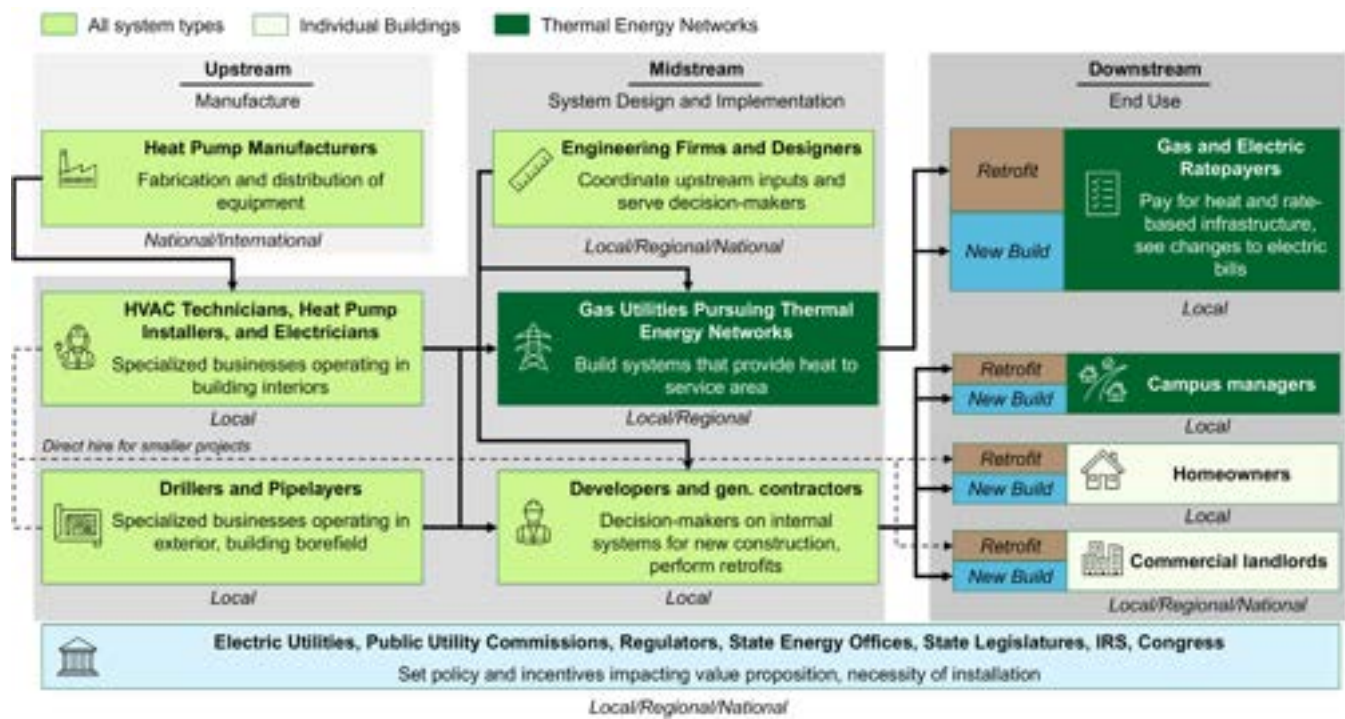 All system types
Individual Buildings
Thermal Energy Networks
Upstream
Manufacture
Heat Pump Manufacturers
Fabrication and distribution of
equipment
National/International
HVAC Technicians, Heat Pump
Installers, and Electricians
Specialized businesses operating in
building interiors
Local
Direct hire for smaller projects
Drillers and Pipelayers
Specialized businesses operating in
exterior, building borefield
Local
Midstream
System Design and Implementation
Engineering Firms and Designers
Coordinate upstream inputs and
serve decision-makers
Local/Regional/National
Gas Utilities Pursuing Thermal
Energy Networks
Build systems that provide heat to
service area
Local/Regional
Developers and gen. contractors
Decision-makers on internal
systems for new construction,
perform retrofits
Local
Downstream
End Use
Retrofit
New Build
Gas and Electric
Ratepayers
Pay for heat and rate-
based infrastructure,
see changes to electric
bills
Local
Retrofit
New Build
Campus managers
Local
Retrofit
New Build
Homeowners
Local
Retrofit
New Build
Commercial landlords
Local/Regional/National
Electric Utilities, Public Utility Commissions, Regulators, State Energy Offices, State Legislatures, IRS, Congress
Set policy and incentives impacting value proposition, necessity of installation
Local/Regional/National